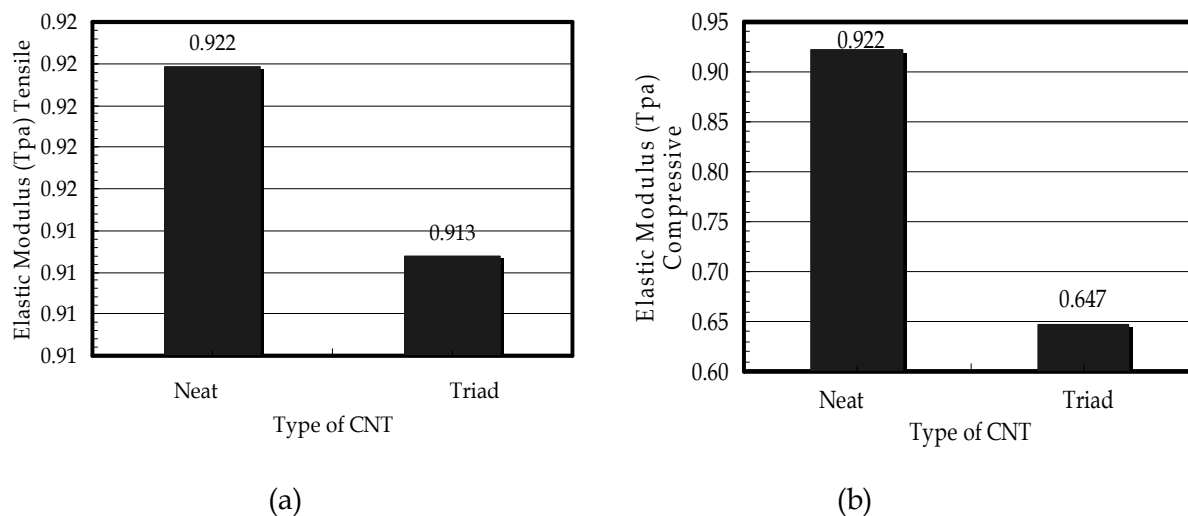 Elastic Modulus (Tpa) Tensile
0.92
0.92
0.92
0.92
0.92
0.91
0.91
0.91
0.91
0.922
0.913
Neat
Triad
Type of CNT
(a)
Elastic Modulus (Tpa)
Compressive
0.95
0.90
0.85
0.80
0.75
0.70
0.65
0.60
0.922
0.647
Neat
Triad
Type of CNT
(b)